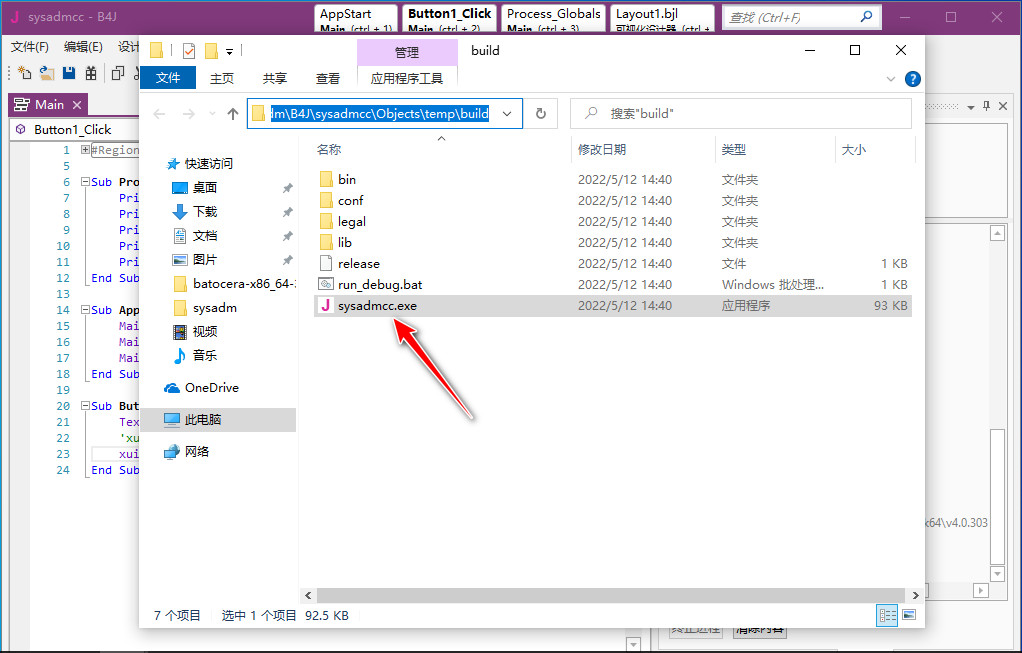 sysadmcc - B4J
AppStart
Main (ctrl + 1)
Button1_Click
Main (ctrl + 2)
Process_Globals
Main (ctrl + 3)
Layout1.bjl
可视化设计器 (ctrl +
查找 (Ctrl+F)
文件(F) 编辑(E) 设计
管理
build
文件 主页 共享 查看 应用程序工具
Main
lm\B4J\sysadmcc\Objects\temp\build
搜索"build"
Button1_Click
名称 修改日期 类型 大小
快速访问
桌面
下载
文档
图片
batocera-x86_64-
sysadm
视频
音乐
OneDrive
此电脑
网络
bin 2022/5/12 14:40 文件夹
conf 2022/5/12 14:40 文件夹
legal 2022/5/12 14:40 文件夹
lib 2022/5/12 14:40 文件夹
release 2022/5/12 14:40 文件 1 KB
run_debug.bat 2022/5/12 14:40 Windows 批处理... 1 KB
sysadmcc.exe 2022/5/12 14:40 应用程序 93 KB
1 #Region
5
6 Sub Pro
7 Pri
8 Pri
9 Pri
10 Pri
11 Pri
12 End Sub
13
14 Sub App
15 Mai
16 Mai
17 Mai
18 End Sub
19
20 Sub But
21 Tex
22 'xu
23 xui
24 End Sub
x64\v4.0.303
7 个项目 选中 1 个项目 92.5 KB
终止进程 清除内容